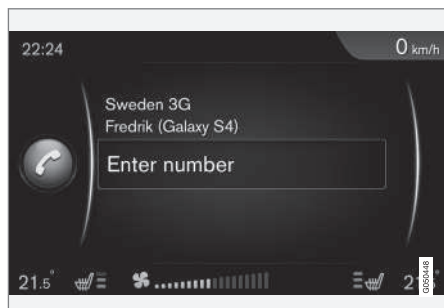 22:24
0 km/h
Sweden 3G
Fredrik (Galaxy S4)
Enter number
21.5°
G050448